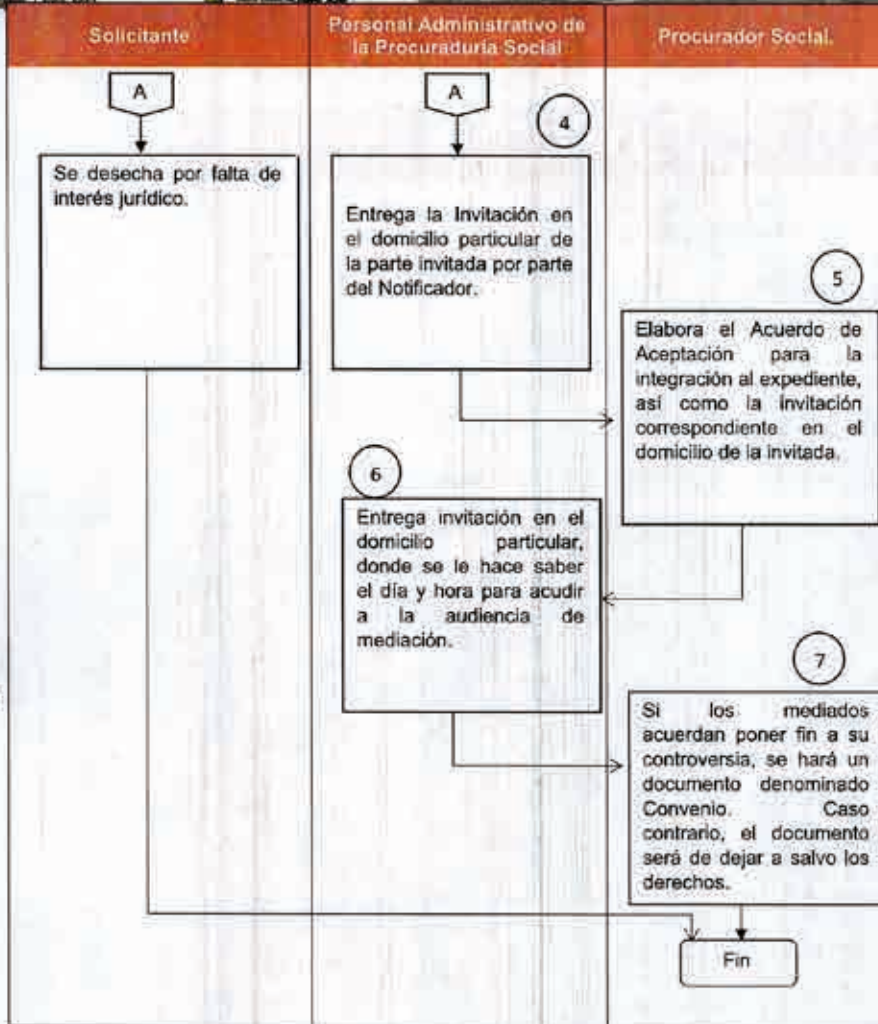 Solicitante
Personal Administrativo de
la Procuraduría Social
Procurador Social.
A
A
4
Se desecha por falta de
interés jurídico.
Entrega la Invitación en
el domicilio particular de
la parte invitada por parte
del Notificador.
5
Elabora el Acuerdo de
Aceptación para la
integración al expediente,
así como la invitación
correspondiente en el
domicilio de la invitada.
6
Entrega invitación en el
domicilio particular,
donde se le hace saber
el día y hora para acudir
a la audiencia de
mediación.
7
Si los mediados
acuerdan poner fin a su
controversia, se hará un
documento denominado
Convenio. Caso
contrario, el documento
será de dejar a salvo los
derechos.
Fin